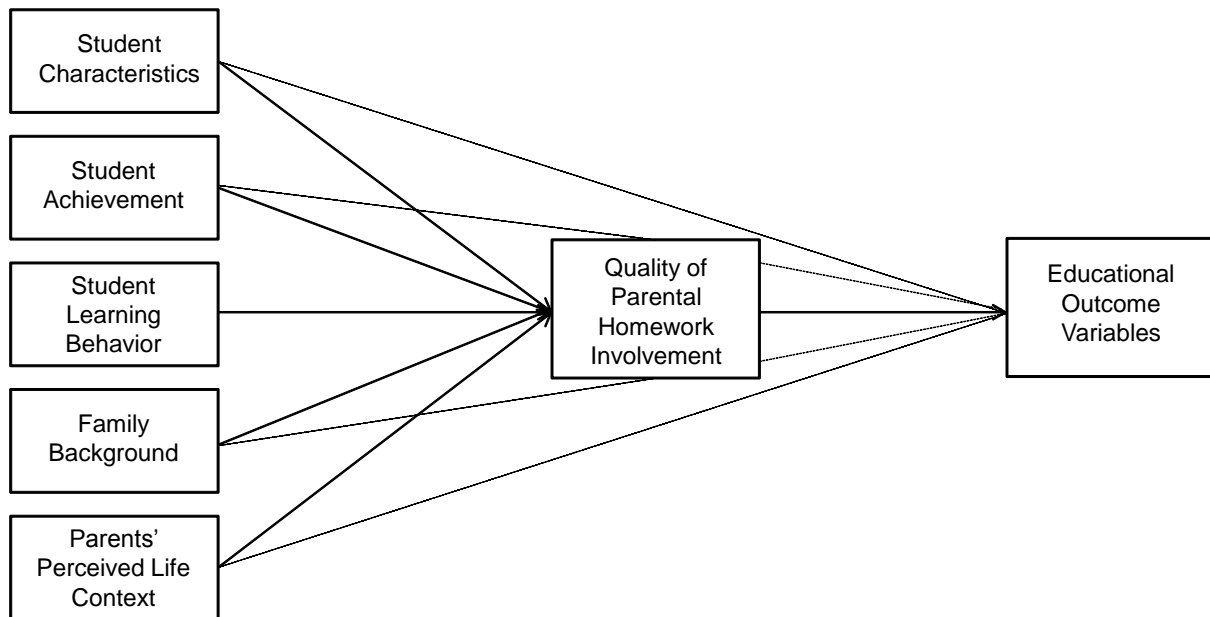 Student
Characteristics
Student
Achievement
Student
Learning
Behavior
Family
Background
Parents’
Perceived Life
Context
Quality of
Parental
Homework
Involvement
Educational
Outcome
Variables